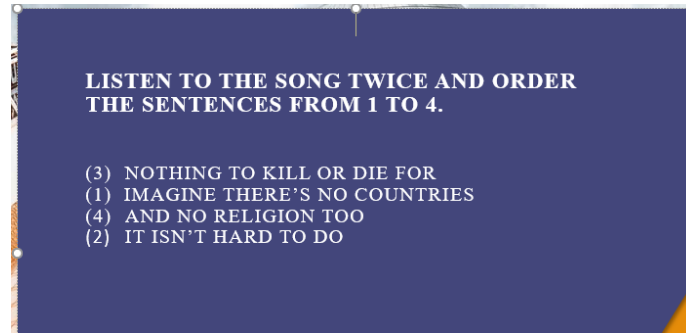 LISTEN TO THE SONG TWICE AND ORDER
THE SENTENCES FROM 1 TO 4.
(3) NOTHING TO KILL OR DIE FOR
(1) IMAGINE THERE’S NO COUNTRIES
(4) AND NO RELIGION TOO
(2) IT ISN’T HARD TO DO